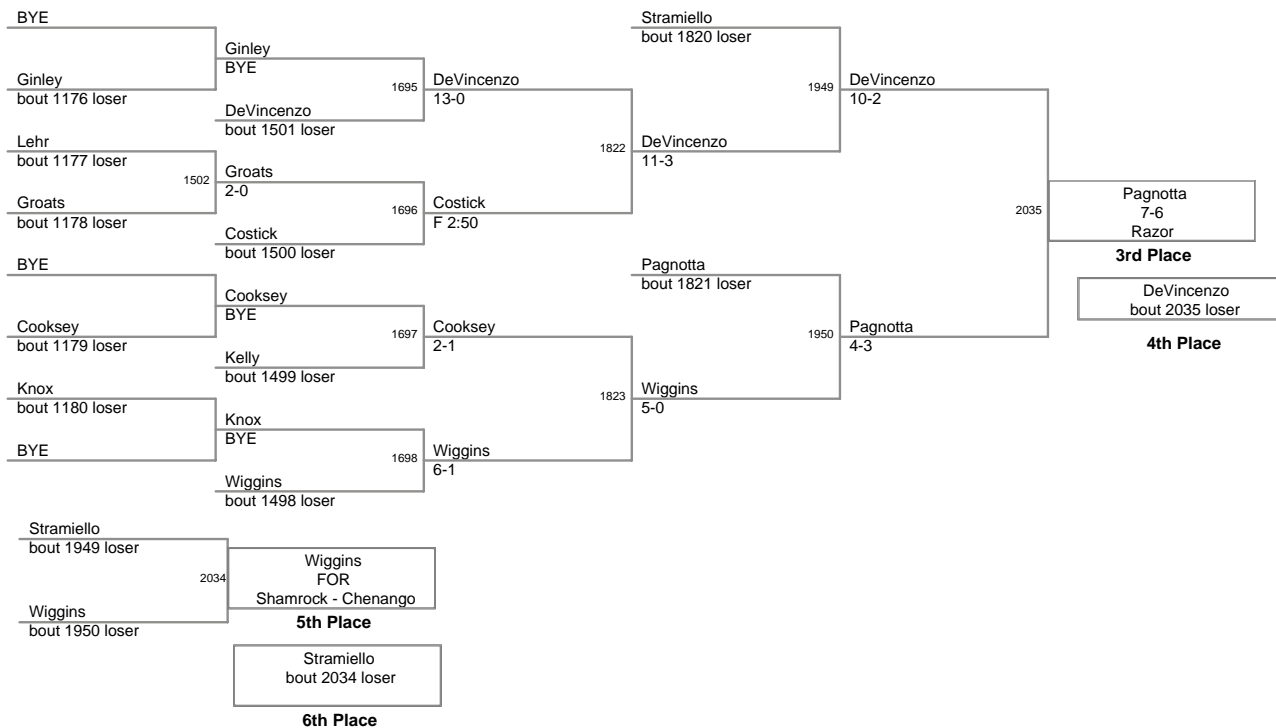 BYE
Ginley
bout 1176 loser
Lehr
bout 1177 loser
Groats
bout 1178 loser
BYE
Cooksey
bout 1179 loser
Knox
bout 1180 loser
BYE
1502
Ginley
BYE
DeVincenzo
bout 1501 loser
Groats
2-0
Costick
bout 1500 loser
Cooksey
BYE
Kelly
bout 1499 loser
Knox
BYE
Wiggins
bout 1498 loser
1695
1696
1697
1698
DeVincenzo
13-0
Costick
F 2:50
Cooksey
2-1
Wiggins
6-1
1822
1823
Stramiello
bout 1820 loser
DeVincenzo
11-3
Pagnotta
bout 1821 loser
Wiggins
5-0
1949
1950
DeVincenzo
10-2
Pagnotta
4-3
2035
Pagnotta
7-6
Razor
3rd Place
DeVincenzo
bout 2035 loser
4th Place
Stramiello
bout 1949 loser
Wiggins
bout 1950 loser
2034
Wiggins
FOR
Shamrock - Chenango
5th Place
Stramiello
bout 2034 loser
6th Place